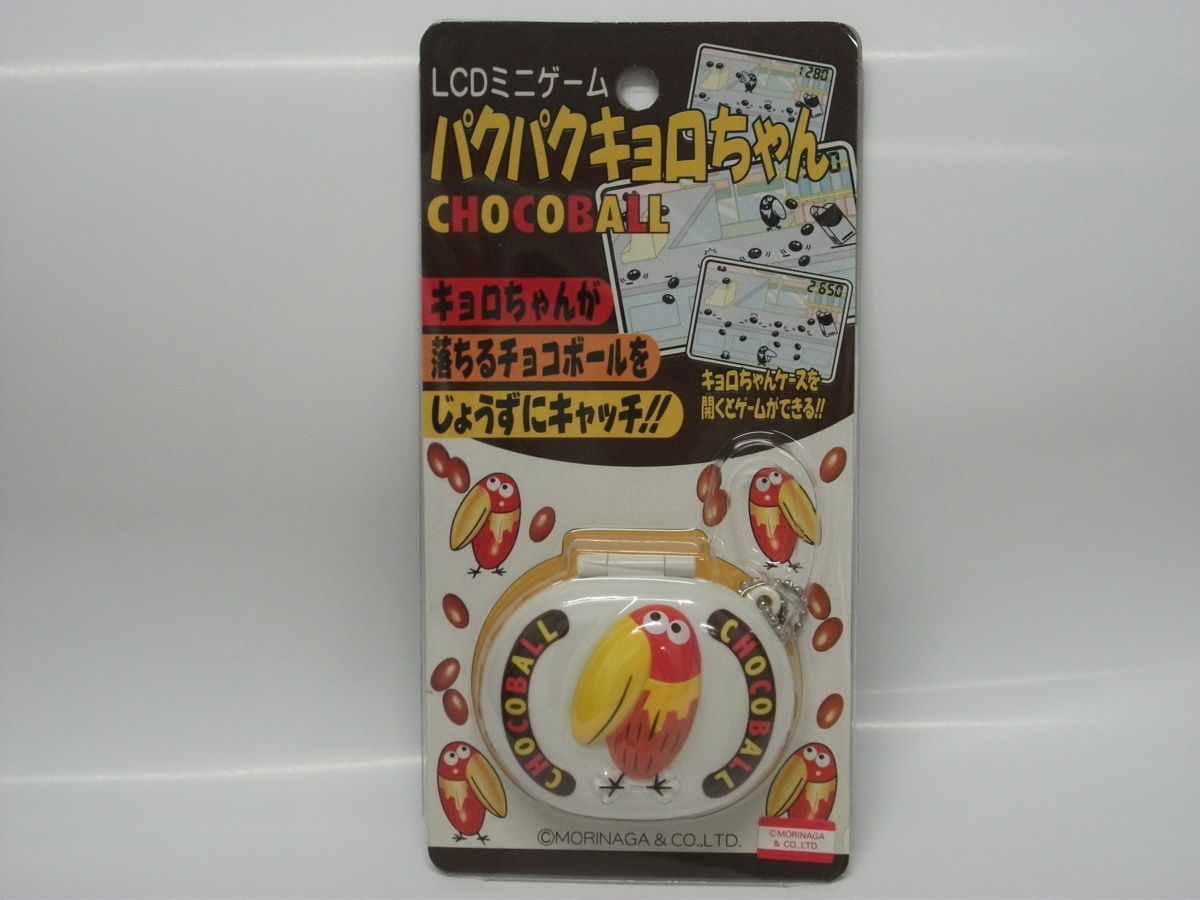 LCDミニゲーム
パクパクキョロちゃん
CHOCOBALL
1280
2650
キョロちゃんが
落ちるチョコボールを
じょうずにキャッチ!!
キョロちゃんケースを
開くとゲームができる!!
CHOCOBALL
CHOCOBALL
©MORINAGA & CO.,LTD.
©MORINAGA
& CO.,LTD.